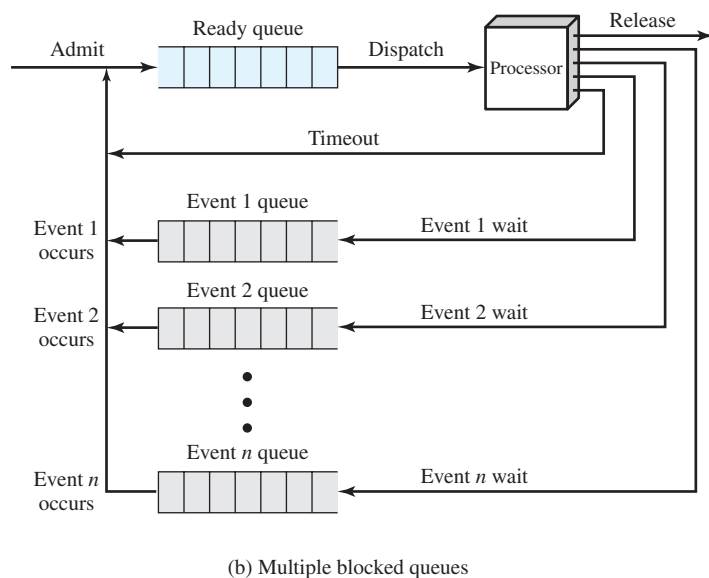 Ready queue
Release
Admit
Dispatch
Processor
Timeout
Event 1 queue
Event 1
occurs
Event 1 wait
Event 2 queue
Event 2
occurs
Event 2 wait
Event n queue
Event n
occurs
Event n wait
(b) Multiple blocked queues